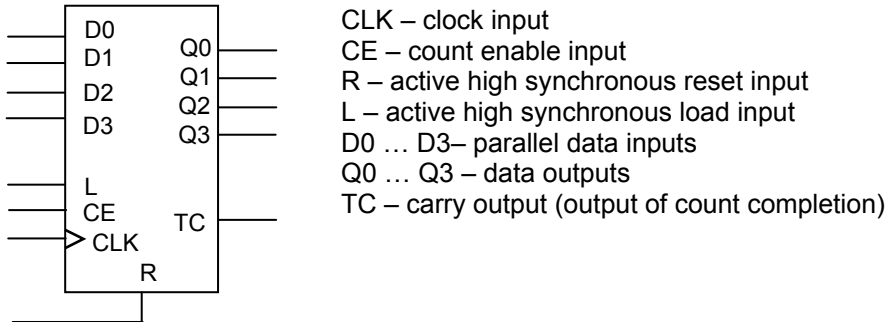 D0
D1
D2
D3
L
CE
CLK
R
Q0
Q1
Q2
Q3
TC
CLK – clock input
CE – count enable input
R – active high synchronous reset input
L – active high synchronous load input
D0 … D3– parallel data inputs
Q0 … Q3 – data outputs
TC – carry output (output of count completion)